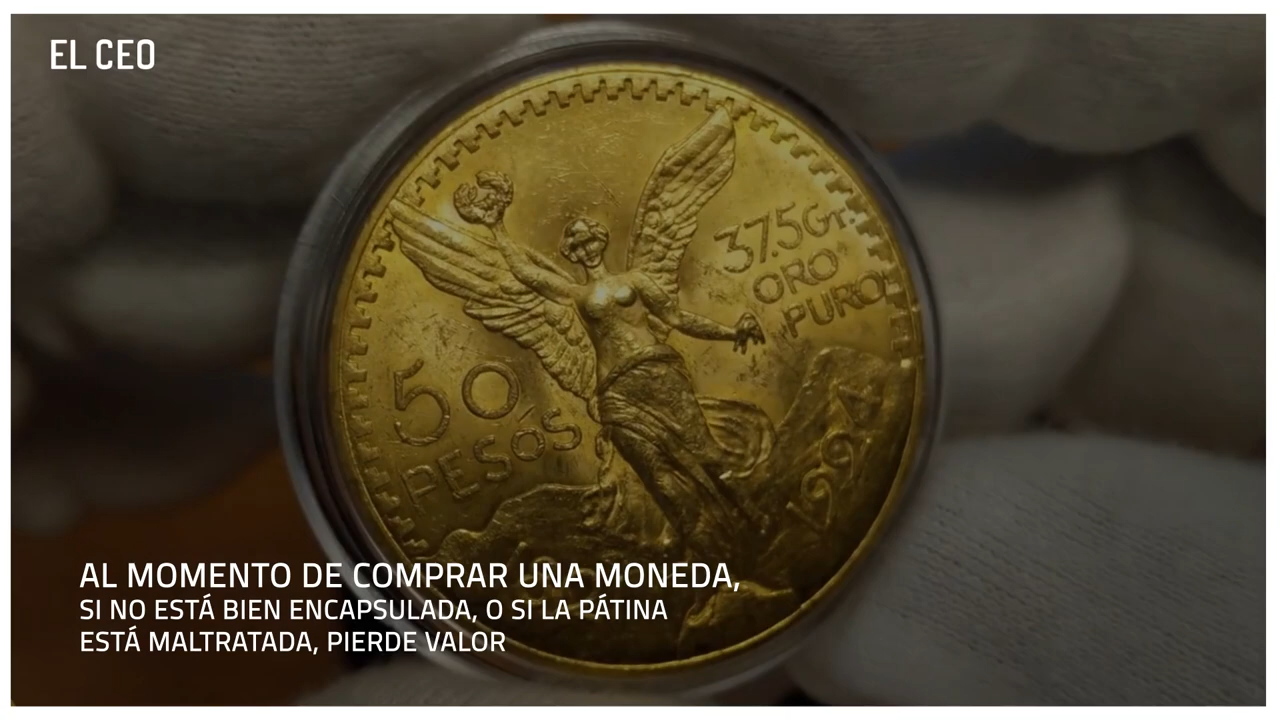 EL CEO
37.5 Gr.
ORO
PURO
50
PESOS
AL MOMENTO DE COMPRAR UNA MONEDA,
SI NO ESTÁ BIEN ENCAPSULADA, O SI LA PÁTINA
ESTÁ MALTRATADA, PIERDE VALOR